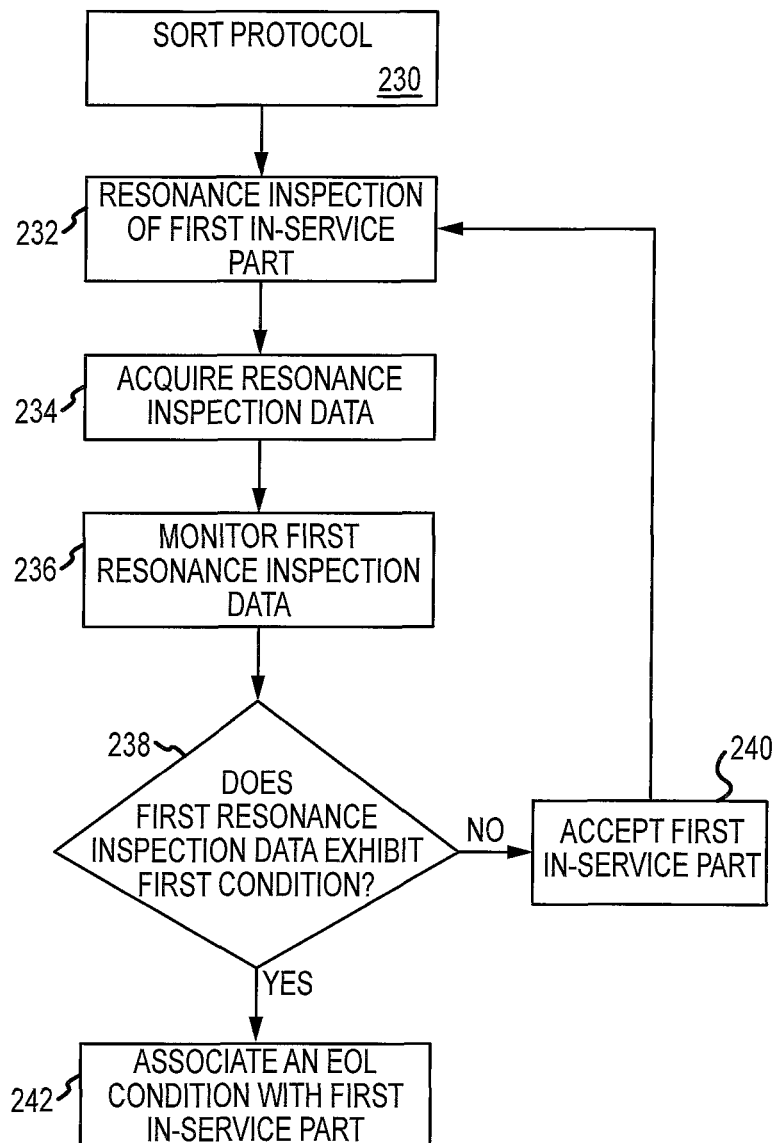 SORT PROTOCOL
230
232
RESONANCE INSPECTION
OF FIRST IN-SERVICE
PART
234
ACQUIRE RESONANCE
INSPECTION DATA
236
MONITOR FIRST
RESONANCE INSPECTION
DATA
238
DOES
FIRST RESONANCE
INSPECTION DATA EXHIBIT
FIRST CONDITION?
NO
240
ACCEPT FIRST
IN-SERVICE PART
YES
242
ASSOCIATE AN EOL
CONDITION WITH FIRST
IN-SERVICE PART